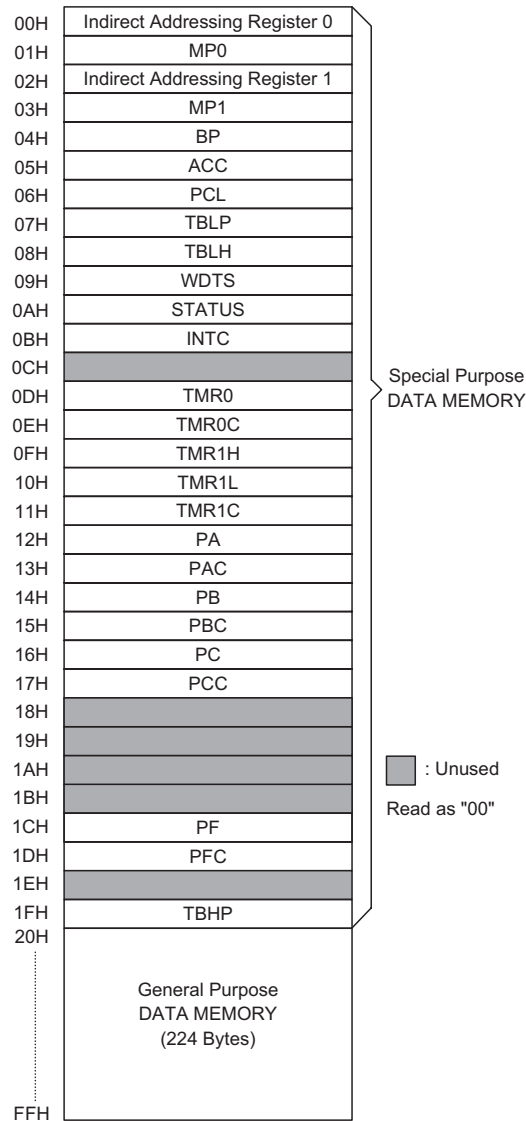 00H Indirect Addressing Register 0
01H MP0
02H Indirect Addressing Register 1
03H MP1
04H BP
05H ACC
06H PCL
07H TBLP
08H TBLH
09H WDTS
0AH STATUS
0BH INTC
0CH
0DH TMR0
0EH TMR0C
0FH TMR1H
10H TMR1L
11H TMR1C
12H PA
13H PAC
14H PB
15H PBC
16H PC
17H PCC
18H
19H
1AH
1BH
1CH PF
1DH PFC
1EH
1FH TBHP
20H
FFH
General Purpose
DATA MEMORY
(224 Bytes)
Special Purpose
DATA MEMORY
: Unused
Read as "00"